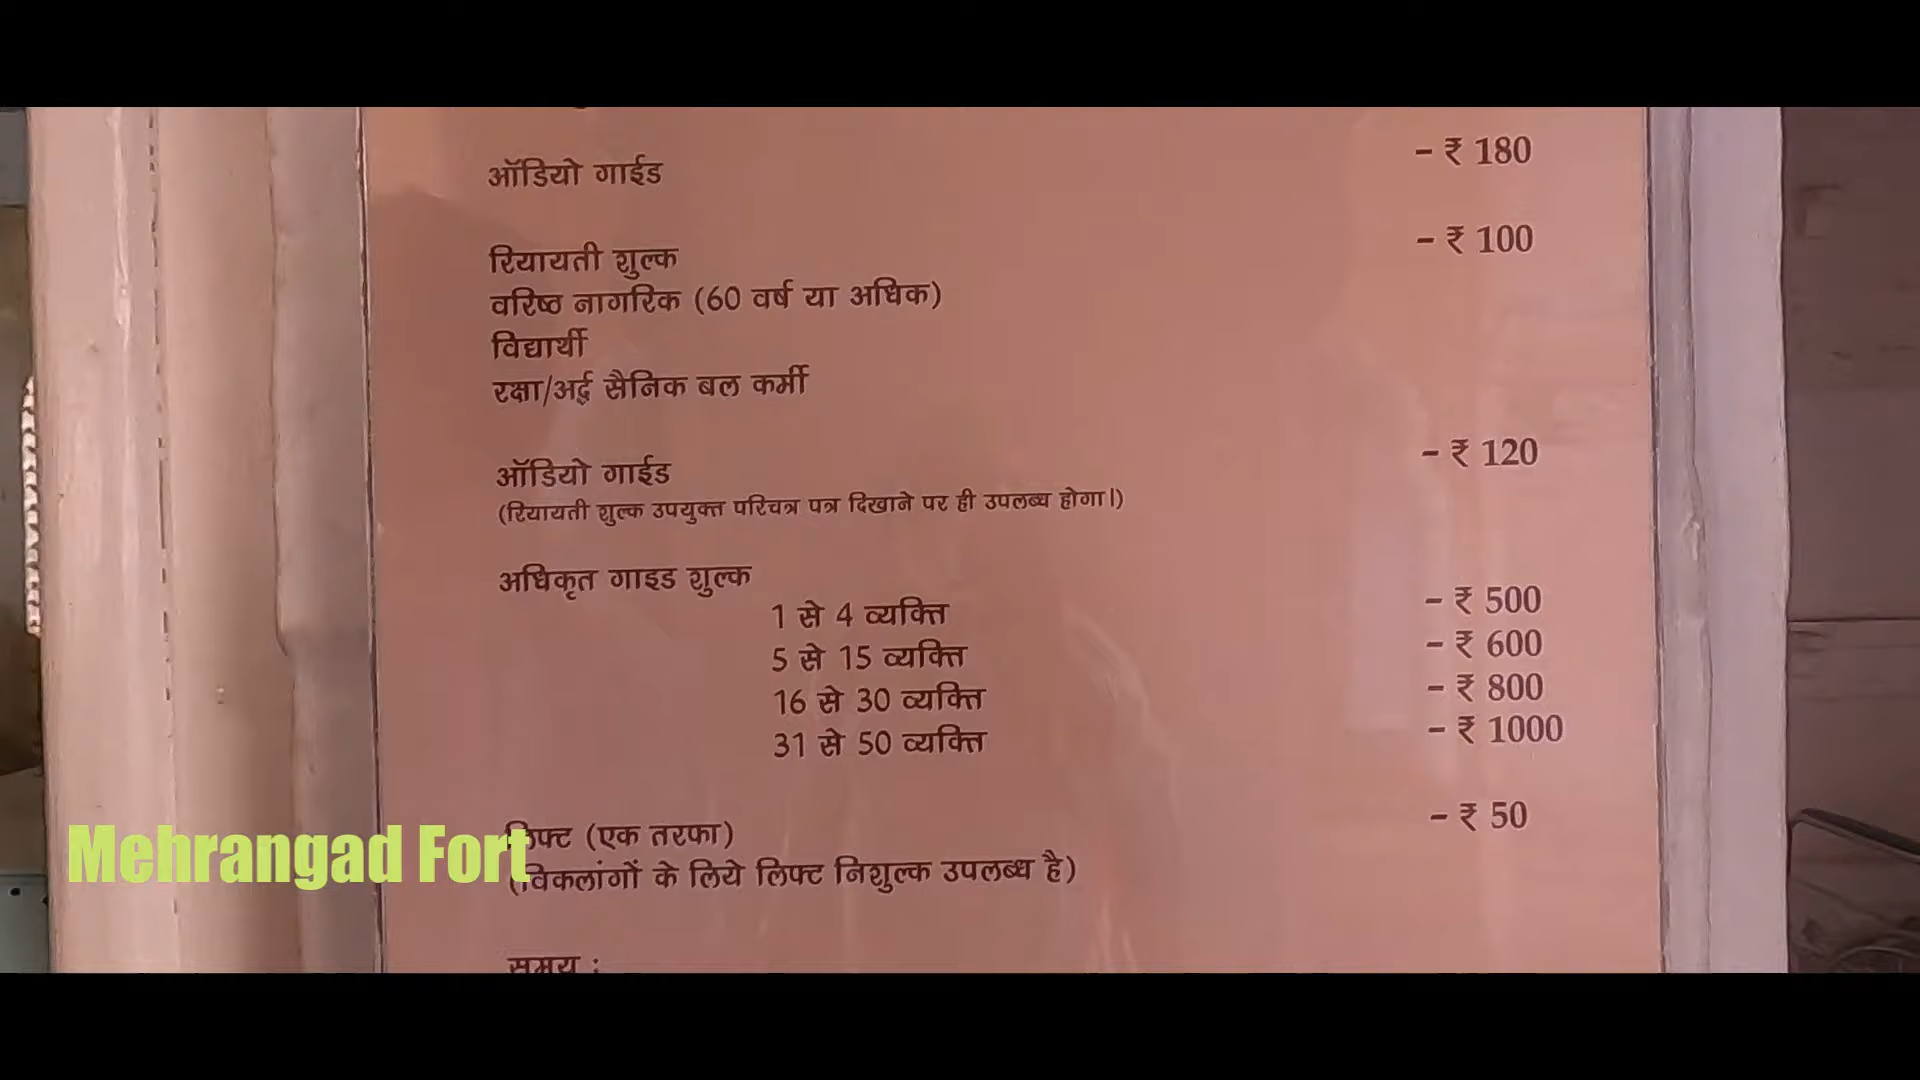 ऑडियो गाईड - ₹ 180
रियायती शुल्क - ₹ 100
वरिष्ठ नागरिक (60 वर्ष या अधिक)
विद्यार्थी
रक्षा/अर्द्ध सैनिक बल कर्मी
ऑडियो गाईड - ₹ 120
(रियायती शुल्क उपयुक्त परिचत्र पत्र दिखाने पर ही उपलब्ध होगा।)
अधिकृत गाइड शुल्क
1 से 4 व्यक्ति - ₹ 500
5 से 15 व्यक्ति - ₹ 600
16 से 30 व्यक्ति - ₹ 800
31 से 50 व्यक्ति - ₹ 1000
लिफ्ट (एक तरफा) - ₹ 50
(विकलांगों के लिये लिफ्ट निशुल्क उपलब्ध है)
समय :
Mehrangad Fort